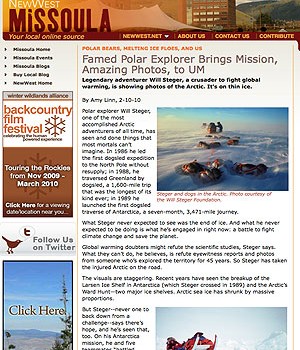 NEWWEST
MISSOULA
Your local online source
NEWWEST.NET
ABOUT US
CONTACT US
CONTRIBUTE
Missoula Home
Missoula Events
Missoula Blogs
Buy Local Blog
NewWest Home
winter wildlands alliance
backcountry
film
festival
celebrating the human
powered experience
Touring the Rockies
from Nov 2009 -
March 2010
Click Here for a viewing
date/location near you...
Follow Us
on Twitter
Click Here
POLAR BEARS, MELTING ICE FLOES, AND US
Famed Polar Explorer Brings Mission,
Amazing Photos, to UM
Legendary adventurer Will Steger, a crusader to fight global
warming, is showing photos of the Arctic. It's on thin ice.
By Amy Linn, 2-10-10
Polar explorer Will Steger,
one of the most
accomplished Arctic
adventurers of all time, has
seen and done things that
most mortals can't
imagine. In 1986 he led
the first dogsled expedition
to the North Pole without
resupply; in 1988, he
traversed Greenland by
dogsled, a 1,600-mile trip
that was the longest of its
kind ever; in 1989 he
launched the first dogsled
traverse of Antarctica, a seven-month, 3,471-mile journey.
Steger and dogs in the Arctic. Photo courtesy of
the Will Steger Foundation.
What Steger never expected to see was the end of ice. And what he never
expected to be doing is what he's engaged in right now: a battle to fight
climate change and save the planet.
Global warming doubters might refute the scientific studies, Steger says.
What they can't do, he believes, is refute eyewitness reports and photos
from someone who's explored the territory for 45 years. So Steger has taken
the injured Arctic on the road.
The visuals are staggering. Recent years have seen the breakup of the
Larsen Ice Shelf in Antarctica (which Steger crossed in 1989) and the Arctic's
Ward Hunt—two major ice shelves. Arctic sea ice has shrunk by massive
proportions.
But Steger—never one to
back down from a
challenge—says there's
hope, and he's seen that,
too. On his Antarctica
mission, he and five
teammates "battled